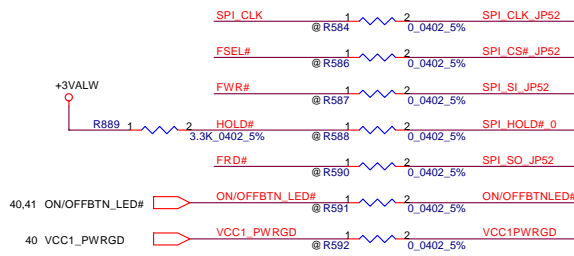 SPI_CLK 1 2 SPI_CLK_JP52
@ R584 0_0402_5%
FSEL# 1 2 SPI_CS#_JP52
@ R586 0_0402_5%
+3VALW
FWR# 1 2 SPI_SI_JP52
@ R587 0_0402_5%
R889 1 2 HOLD# 1 2 SPI_HOLD#_0
3.3K_0402_5% @ R588 0_0402_5%
FRD# 1 2 SPI_SO_JP52
@ R590 0_0402_5%
40,41 ON/OFFBTN_LED# ON/OFFBTN_LED# 1 2 ON/OFFBTNLED#
@ R591 0_0402_5%
40 VCC1_PWRGD VCC1_PWRGD 1 2 VCC1PWRGD
@ R592 0_0402_5%